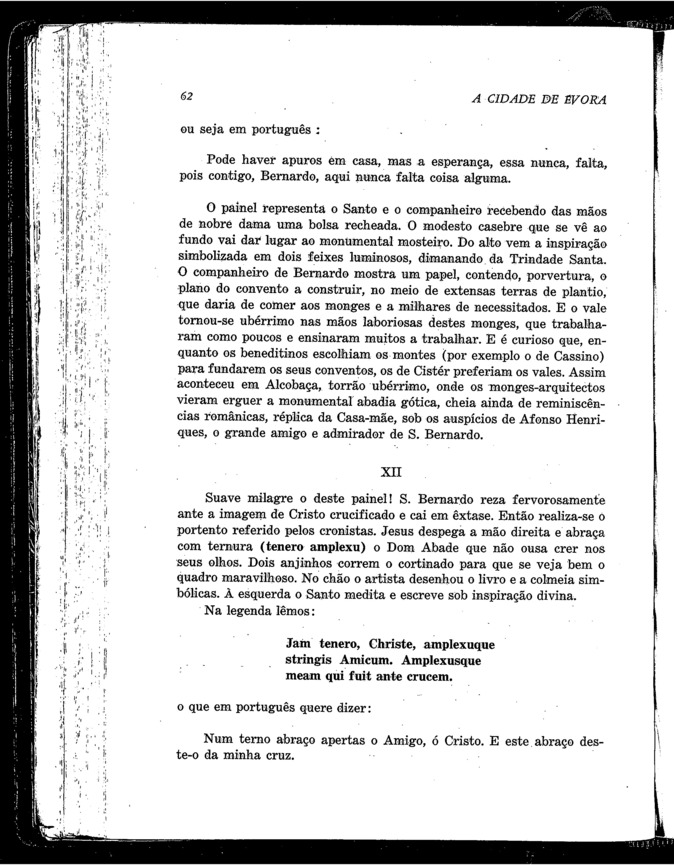 62
A CIDADE DE ÉVORA
ou seja em português :
Pode haver apuros em casa, mas a esperança, essa nunca, falta,
pois contigo, Bernardo, aqui nunca falta coisa alguma.
O painel representa o Santo e o companheiro recebendo das mãos
de nobre dama uma bolsa recheada. O modesto casebre que se vê ao
fundo vai dar lugar ao monumental mosteiro. Do alto vem a inspiração
simbolizada em dois feixes luminosos, dimanando da Trindade Santa.
O companheiro de Bernardo mostra um papel, contendo, porvertura, o
plano do convento a construir, no meio de extensas terras de plantio,
que daria de comer aos monges e a milhares de necessitados. E o vale
tornou-se ubérrimo nas mãos laboriosas destes monges, que trabalha-
ram como poucos e ensinaram muitos a trabalhar. E é curioso que, en-
quanto os beneditinos escolhiam os montes (por exemplo o de Cassino)
para fundarem os seus conventos, os de Cistér preferiam os vales. Assim
aconteceu em Alcobaça, torrão ubérrimo, onde os monges-arquitectos
vieram erguer a monumental abadia gótica, cheia ainda de reminiscên-
cias românicas, réplica da Casa-mãe, sob os auspícios de Afonso Henri-
ques, o grande amigo e admirador de S. Bernardo.
XII
Suave milagre o deste painel! S. Bernardo reza fervorosamente
ante a imagem de Cristo crucificado e cai em êxtase. Então realiza-se o
portento referido pelos cronistas. Jesus despega a mão direita e abraça
com ternura (tenero amplexu) o Dom Abade que não ousa crer nos
seus olhos. Dois anjinhos correm o cortinado para que se veja bem o
quadro maravilhoso. No chão o artista desenhou o livro e a colmeia sim-
bólicas. À esquerda o Santo medita e escreve sob inspiração divina.
Na legenda lêmos:
Jam tenero, Christe, amplexuque
stringis Amicum. Amplexusque
meam qui fuit ante crucem.
o que em português quere dizer:
Num terno abraço apertas o Amigo, ó Cristo. E este abraço des-
te-o da minha cruz.